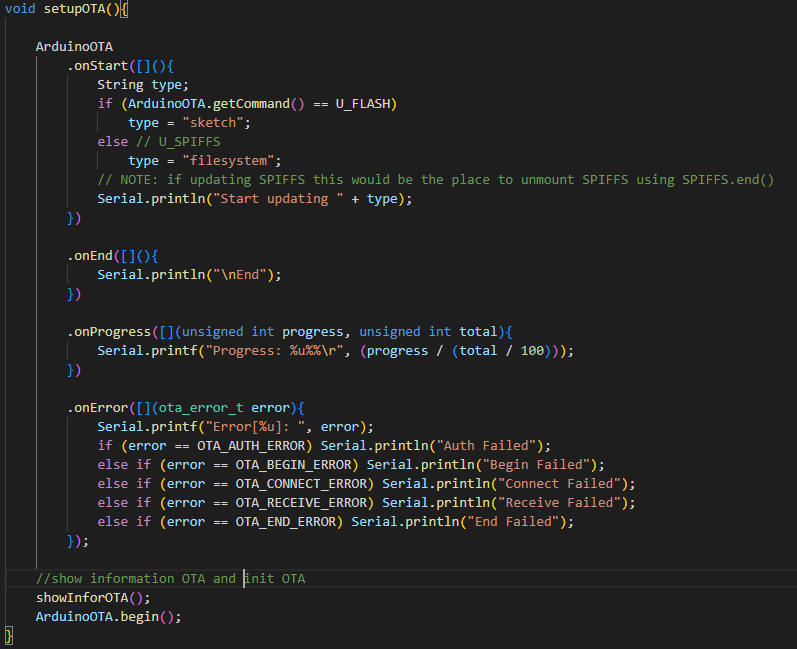 void setupOTA(){
ArduinoOTA
.onStart([](){
String type;
if (ArduinoOTA.getCommand() == U_FLASH)
type = "sketch";
else // U_SPIFFS
type = "filesystem";
// NOTE: if updating SPIFFS this would be the place to unmount SPIFFS using SPIFFS.end()
Serial.println("Start updating " + type);
})
.onEnd([](){
Serial.println("\nEnd");
})
.onProgress([](unsigned int progress, unsigned int total){
Serial.printf("Progress: %u%%\r", (progress / (total / 100)));
})
.onError([](ota_error_t error){
Serial.printf("Error[%u]: ", error);
if (error == OTA_AUTH_ERROR) Serial.println("Auth Failed");
else if (error == OTA_BEGIN_ERROR) Serial.println("Begin Failed");
else if (error == OTA_CONNECT_ERROR) Serial.println("Connect Failed");
else if (error == OTA_RECEIVE_ERROR) Serial.println("Receive Failed");
else if (error == OTA_END_ERROR) Serial.println("End Failed");
});
//show information OTA and init OTA
showInforOTA();
ArduinoOTA.begin();
}